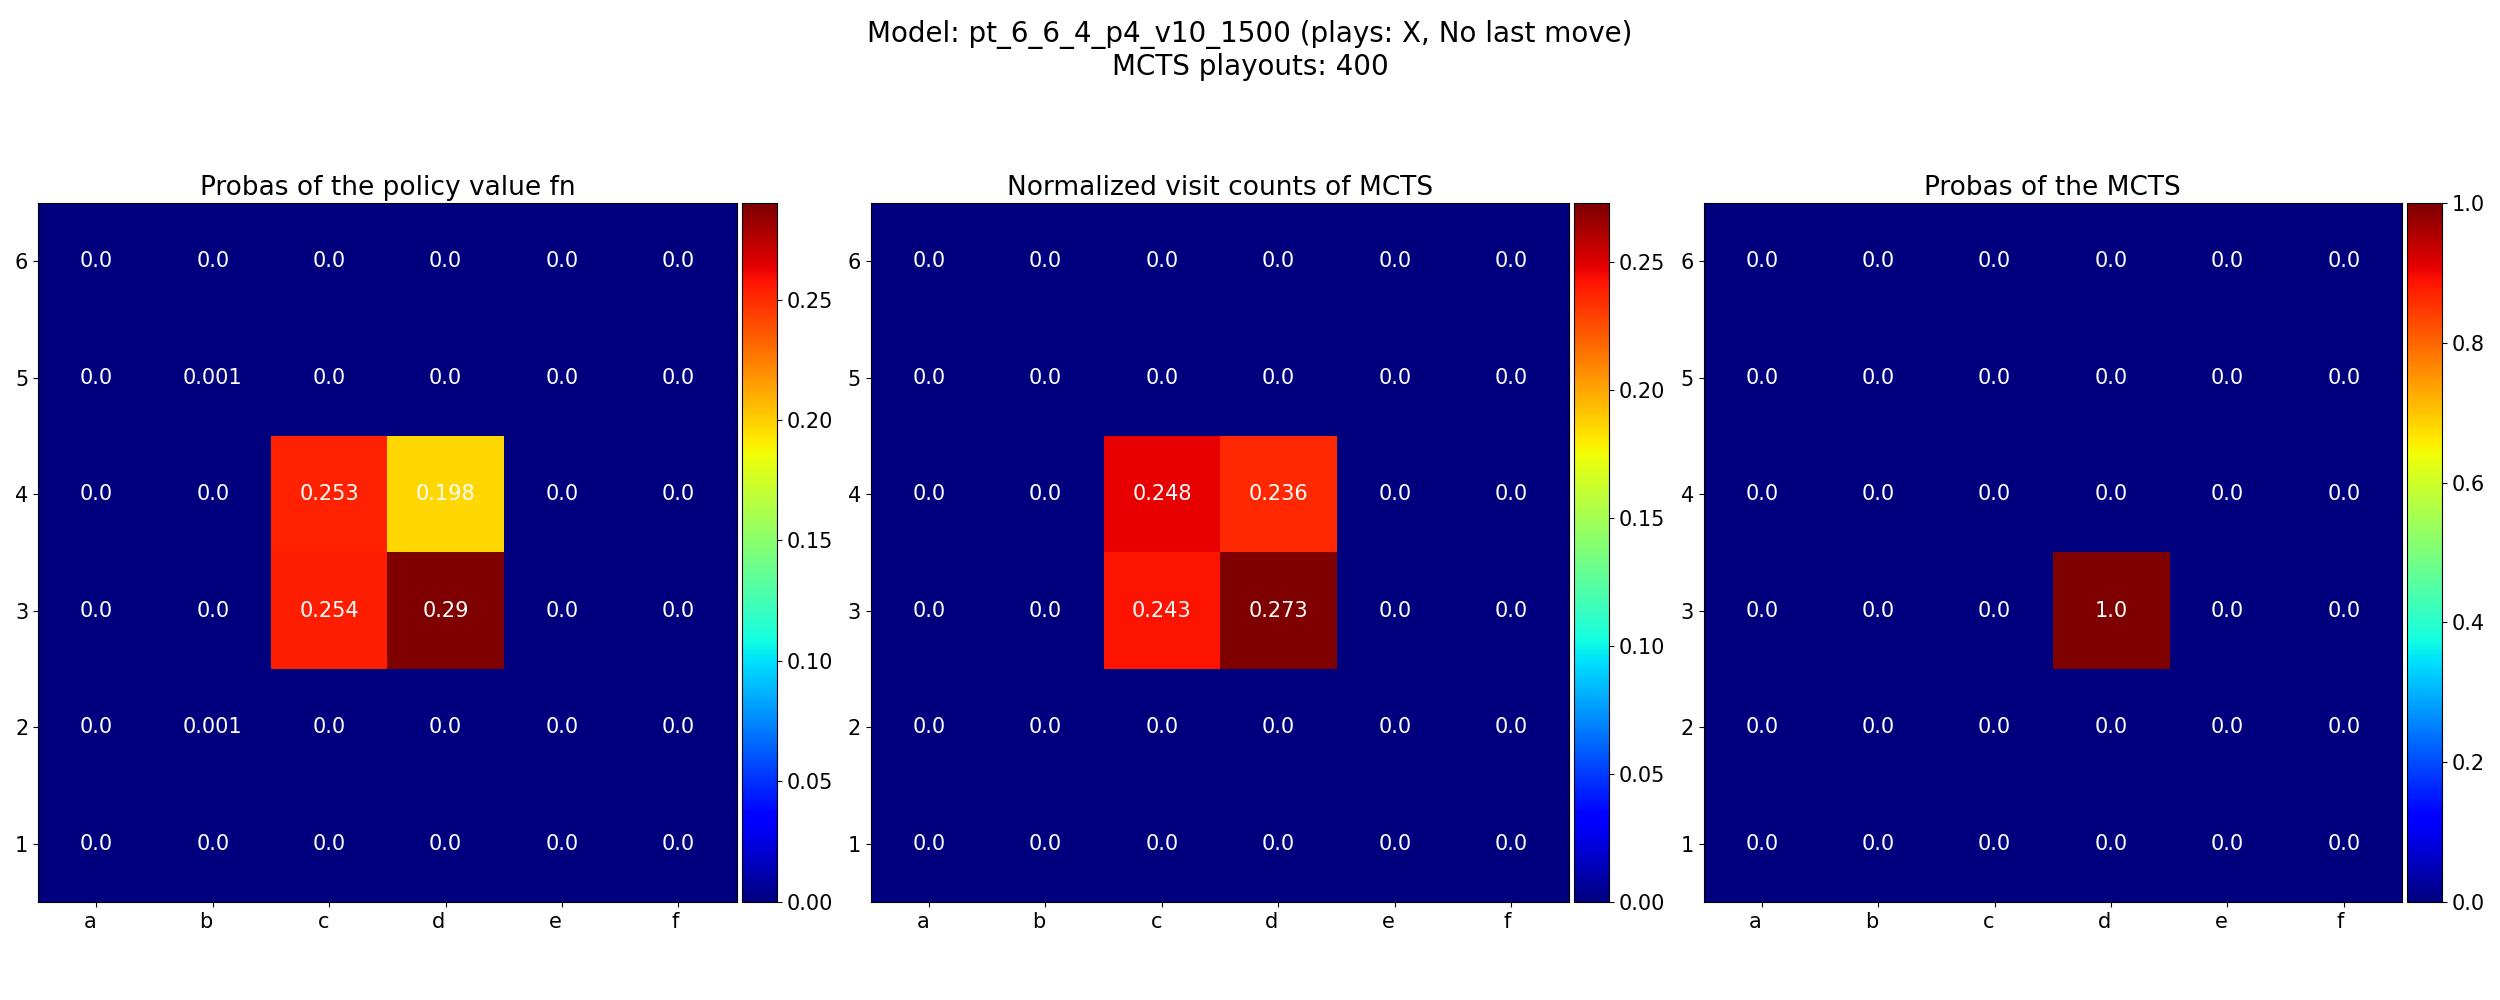 Model: pt_6_6_4_p4_v10_1500 (plays: X, No last move)
MCTS playouts: 400
Probas of the policy value fn
6 0.0 0.0 0.0 0.0 0.0 0.0
5 0.0 0.001 0.0 0.0 0.0 0.0
4 0.0 0.0 0.253 0.198 0.0 0.0
3 0.0 0.0 0.254 0.29 0.0 0.0
2 0.0 0.001 0.0 0.0 0.0 0.0
1 0.0 0.0 0.0 0.0 0.0 0.0
a b c d e f
0.25
0.20
0.15
0.10
0.05
0.00
Normalized visit counts of MCTS
6 0.0 0.0 0.0 0.0 0.0 0.0
5 0.0 0.0 0.0 0.0 0.0 0.0
4 0.0 0.0 0.248 0.236 0.0 0.0
3 0.0 0.0 0.243 0.273 0.0 0.0
2 0.0 0.0 0.0 0.0 0.0 0.0
1 0.0 0.0 0.0 0.0 0.0 0.0
a b c d e f
0.25
0.20
0.15
0.10
0.05
0.00
Probas of the MCTS
6 0.0 0.0 0.0 0.0 0.0 0.0
5 0.0 0.0 0.0 0.0 0.0 0.0
4 0.0 0.0 0.0 0.0 0.0 0.0
3 0.0 0.0 0.0 1.0 0.0 0.0
2 0.0 0.0 0.0 0.0 0.0 0.0
1 0.0 0.0 0.0 0.0 0.0 0.0
a b c d e f
1.0
0.8
0.6
0.4
0.2
0.0